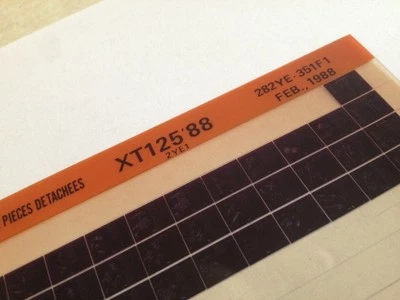 PIECES DETACHEES
XT125'88
2YE1
282YE-351F1
FEB., 1988